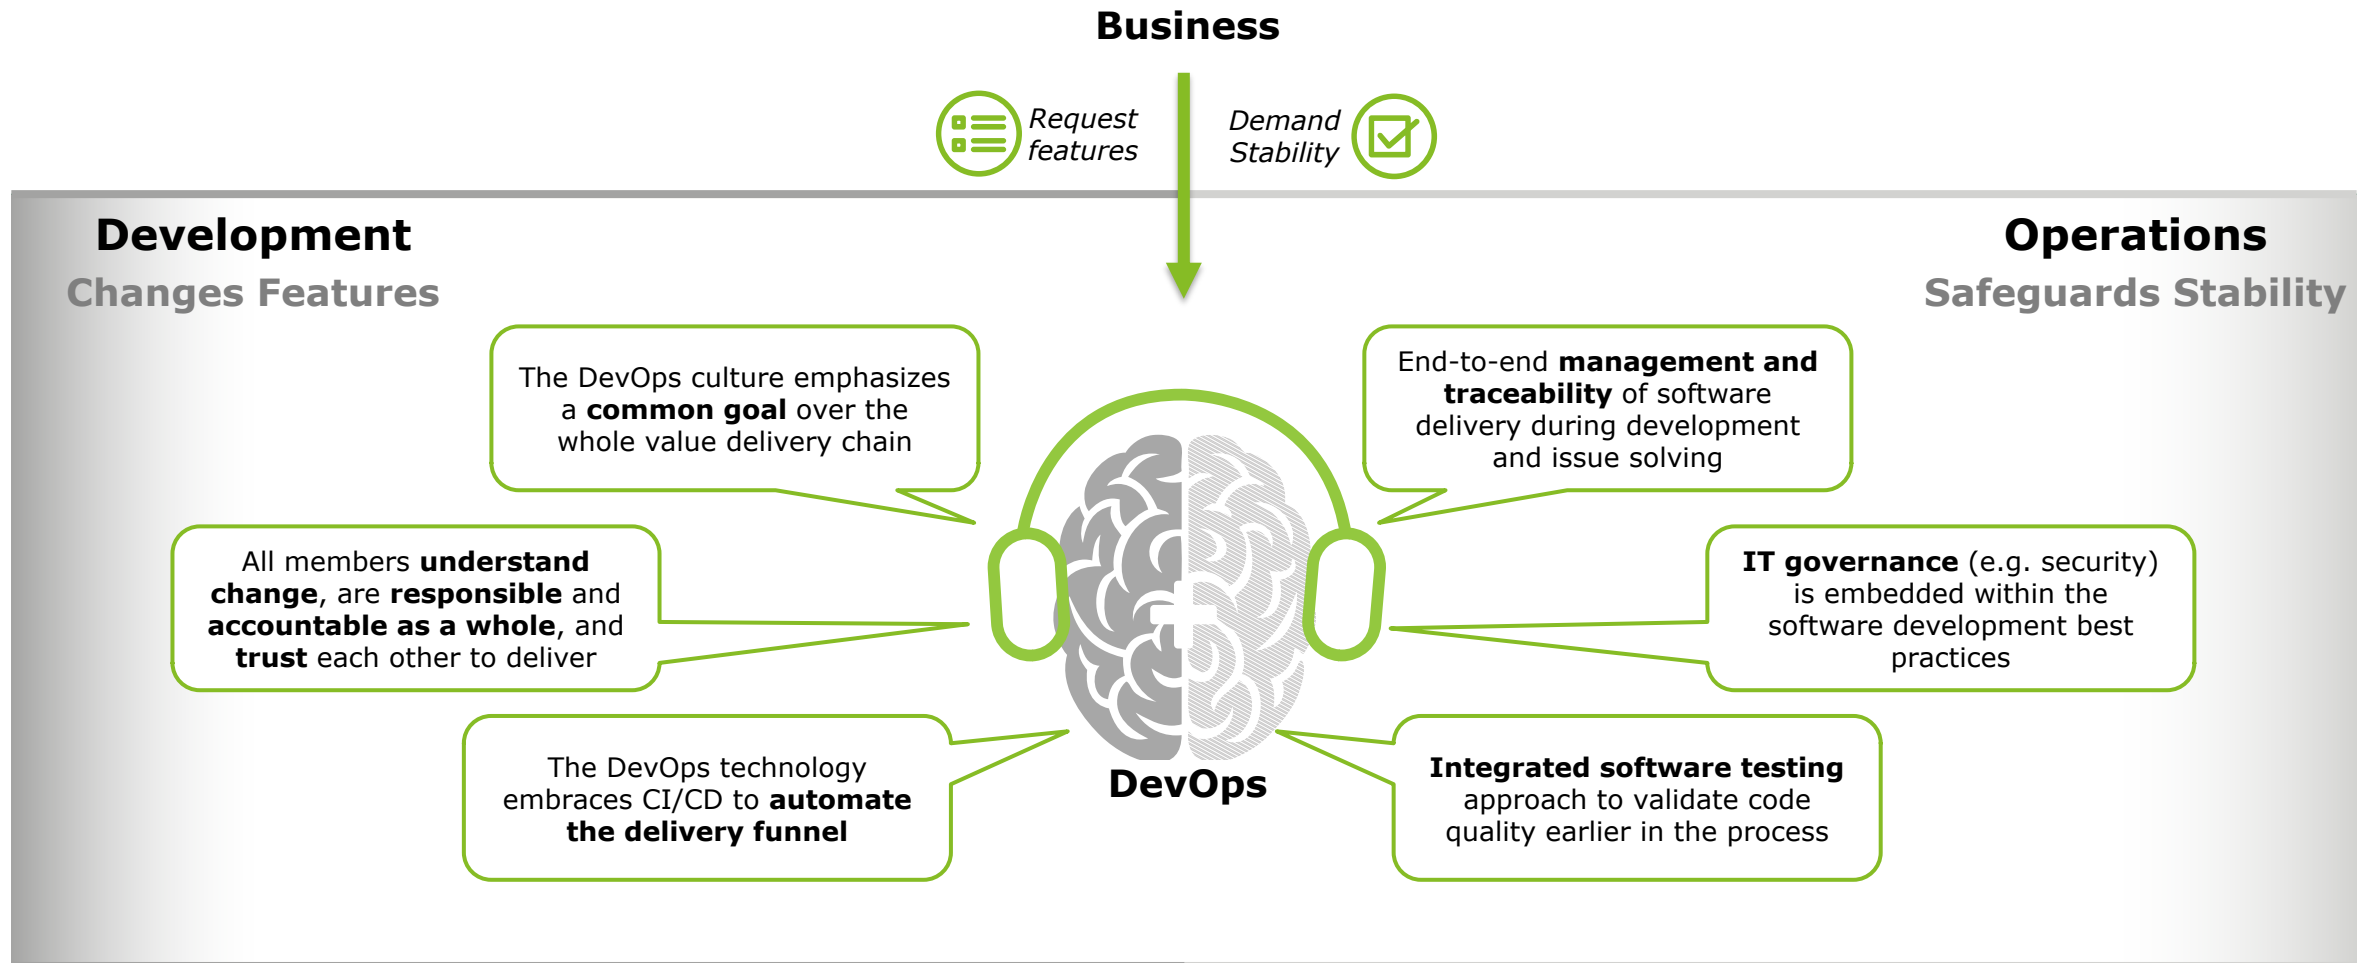 Business
Request
features
Demand
Stability
Development
Changes Features
Operations
Safeguards Stability
The DevOps culture emphasizes
a common goal over the
whole value delivery chain
End-to-end management and
traceability of software
delivery during development
and issue solving
All members understand
change, are responsible and
accountable as a whole, and
trust each other to deliver
IT governance (e.g. security)
is embedded within the
software development best
practices
The DevOps technology
embraces CI/CD to automate
the delivery funnel
DevOps
Integrated software testing
approach to validate code
quality earlier in the process